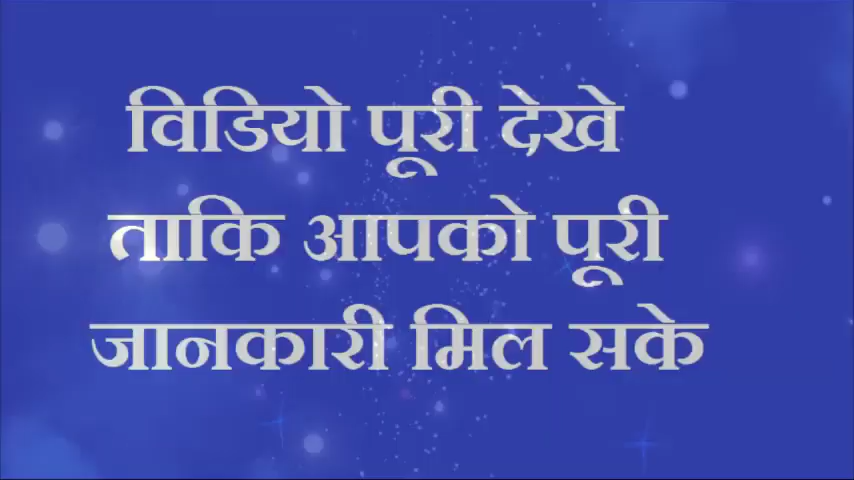 विडियो पूरी देखे
ताकि आपको पूरी
जानकारी मिल सके